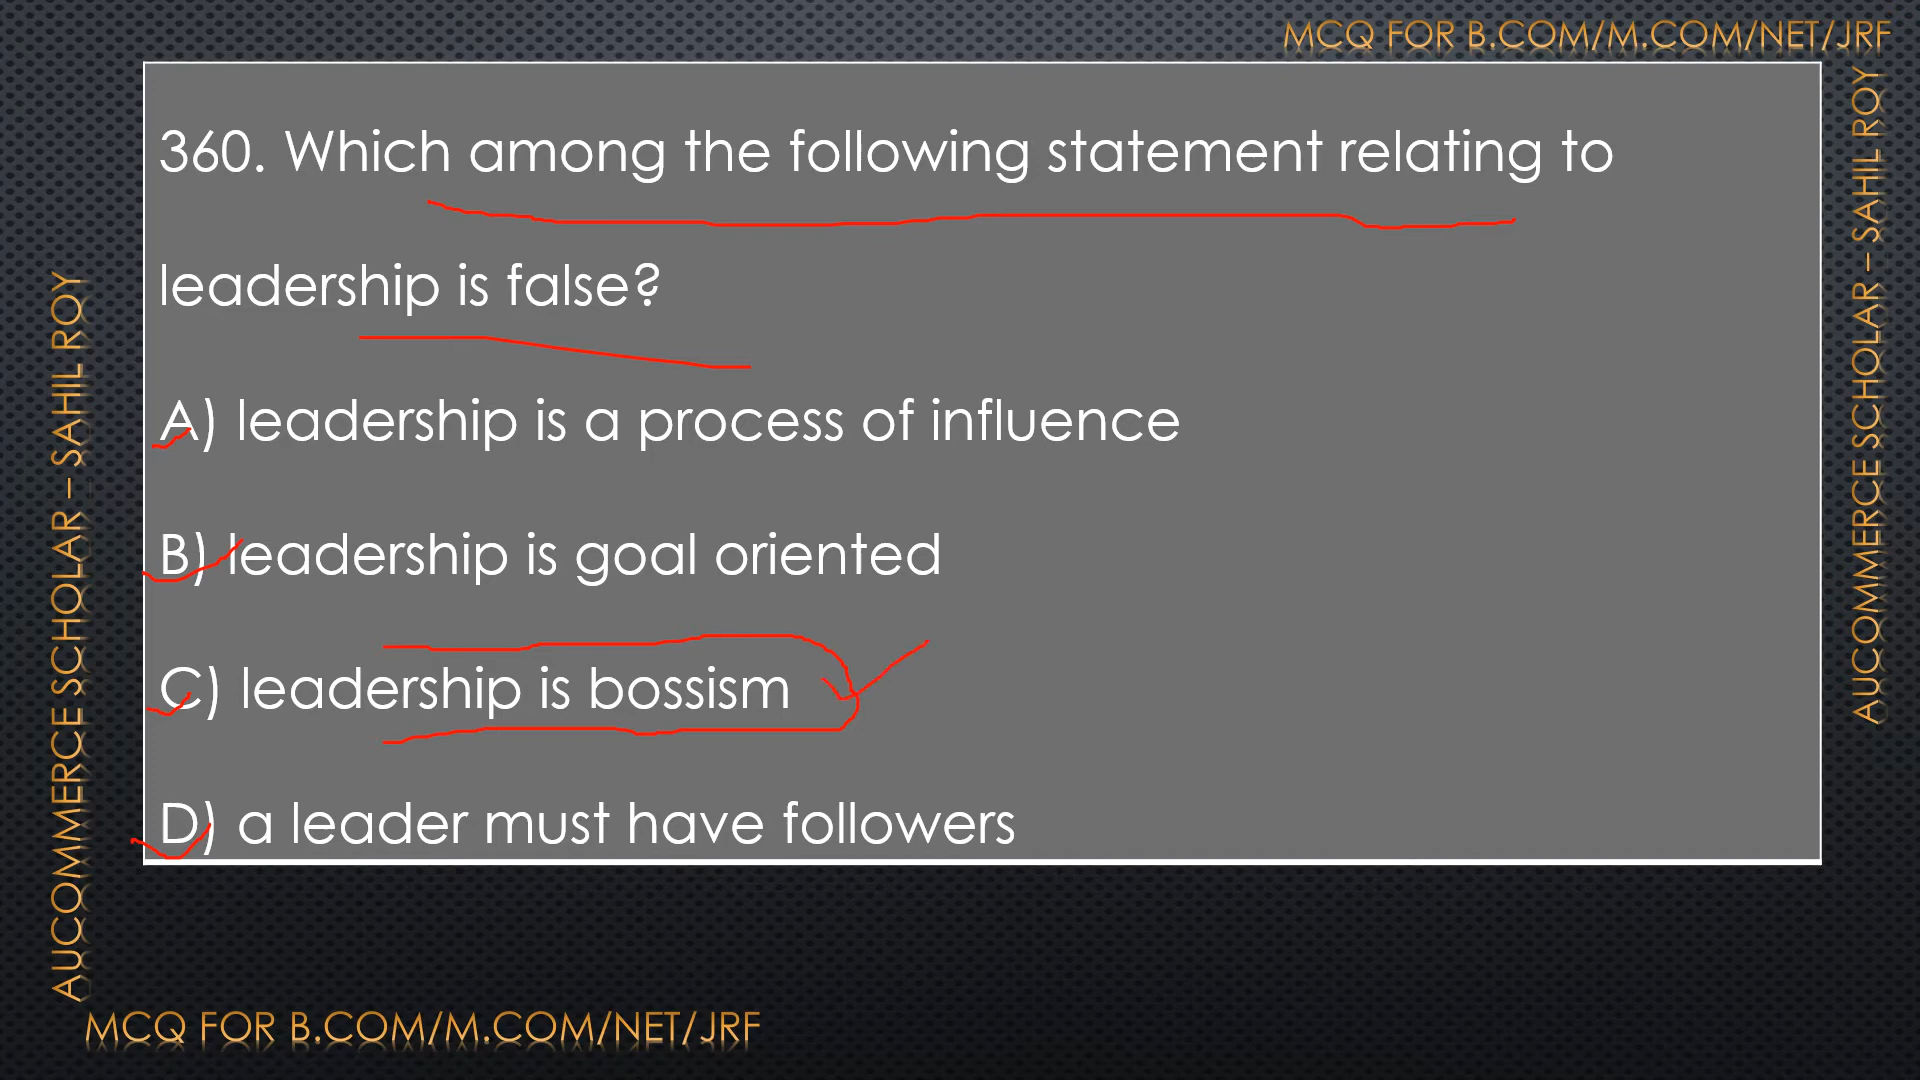 MCQ FOR B.COM/M.COM/NET/JRF
360. Which among the following statement relating to
leadership is false?
A) leadership is a process of influence
B) leadership is goal oriented
C) leadership is bossism
D) a leader must have followers
AUCOMMERCE SCHOLAR – SAHIL ROY
AUCOMMERCE SCHOLAR – SAHIL ROY
MCQ FOR B.COM/M.COM/NET/JRF